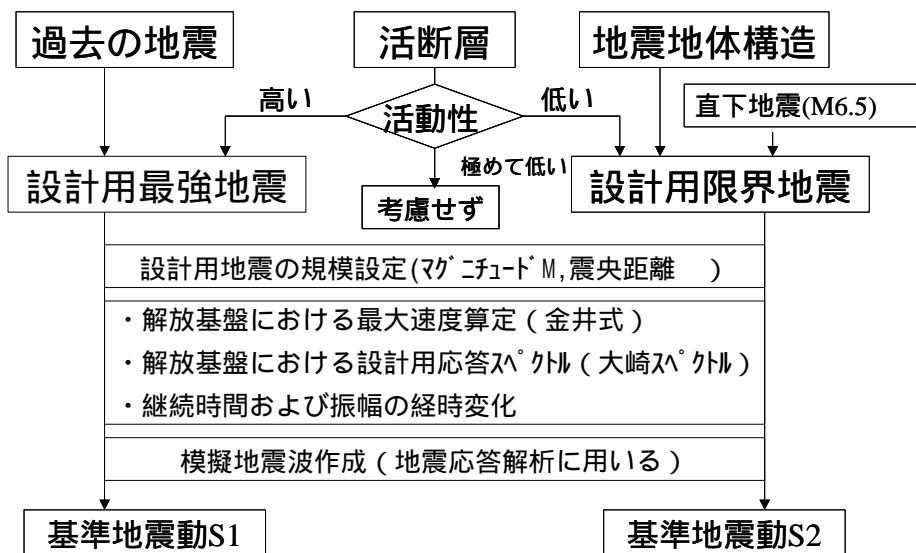 過去の地震
活断層
地震地体構造
高い
活動性
低い
直下地震(M6.5)
極めて低い
設計用最強地震
考慮せず
設計用限界地震
設計用地震の規模設定(ﾏｸﾞﾆﾁｭｰﾄﾞM,震央距離　)
・解放基盤における最大速度算定(金井式)
・解放基盤における設計用応答ｽﾍﾟｸﾄﾙ(大崎ｽﾍﾟｸﾄﾙ)
・継続時間および振幅の経時変化
模擬地震波作成(地震応答解析に用いる)
基準地震動S1
基準地震動S2